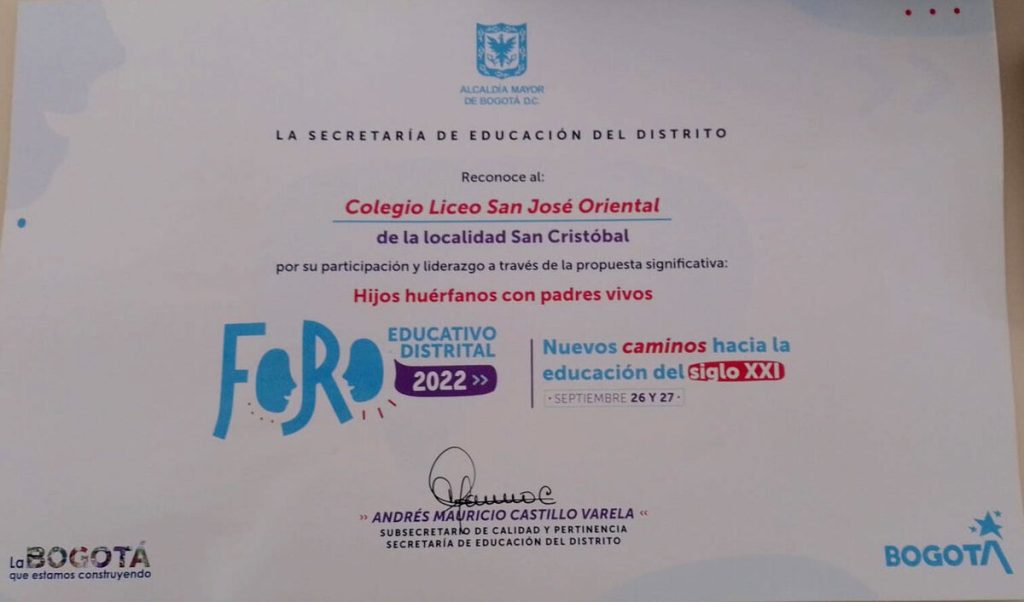 ALCALDÍA MAYOR
DE BOGOTÁ D.C.
LA SECRETARÍA DE EDUCACIÓN DEL DISTRITO
Reconoce al:
Colegio Liceo San José Oriental
de la localidad San Cristóbal
por su participación y liderazgo a través de la propuesta significativa:
Hijos huérfanos con padres vivos
FORO
EDUCATIVO
DISTRITAL
2022 >>
Nuevos caminos hacia la
educación del siglo XXI
· SEPTIEMBRE 26 Y 27 ·
>> ANDRÉS MAURICIO CASTILLO VARELA <<
SUBSECRETARIO DE CALIDAD Y PERTINENCIA
SECRETARÍA DE EDUCACIÓN DEL DISTRITO
La BOGOTÁ
que estamos construyendo
BOGOTÁ